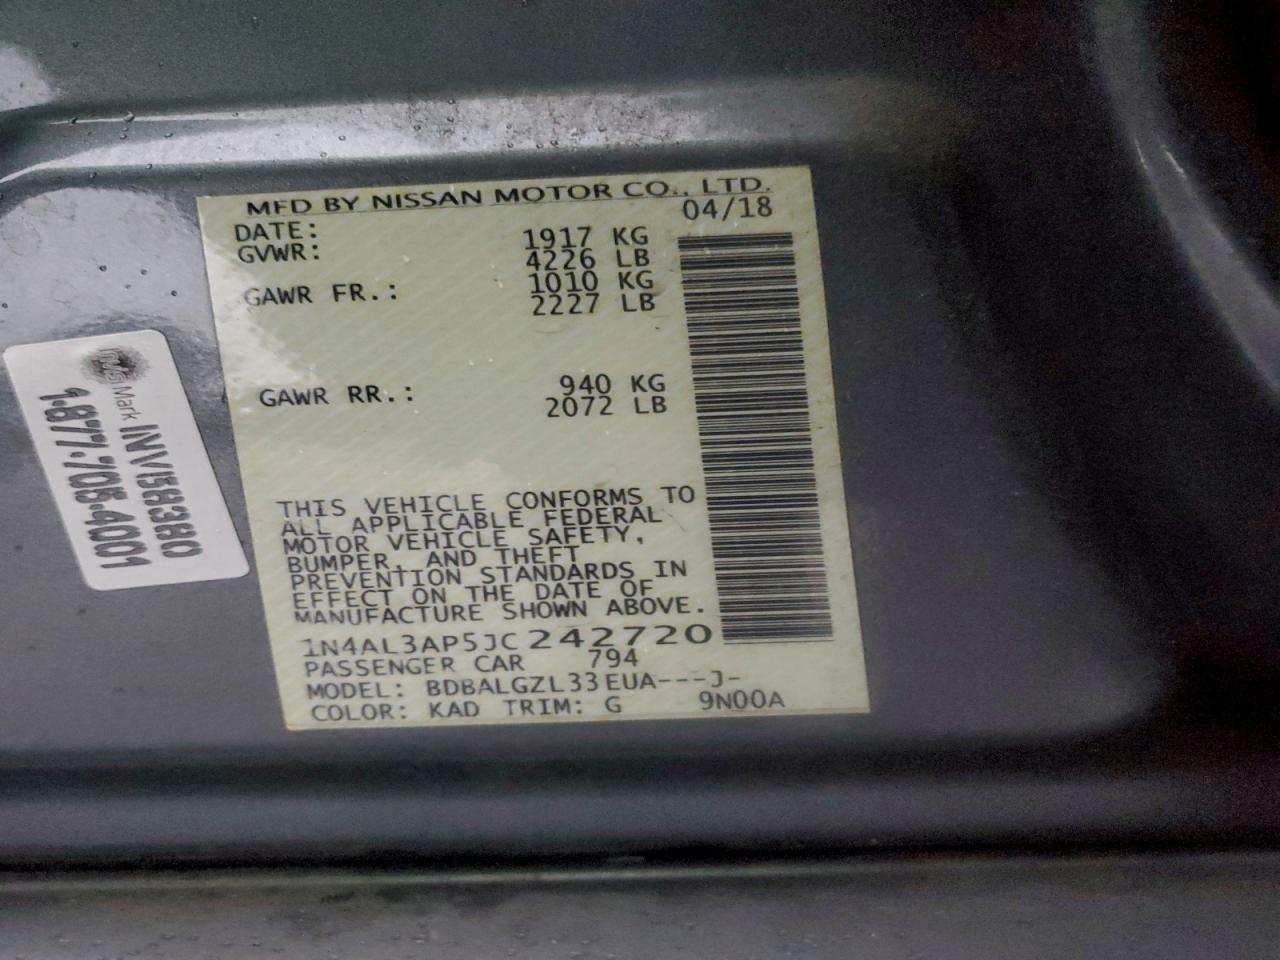 MFD BY NISSAN MOTOR CO., LTD.
DATE: 04/18
GVWR: 1917 KG
4226 LB
GAWR FR.: 1010 KG
2227 LB
GAWR RR.: 940 KG
2072 LB
THIS VEHICLE CONFORMS TO
ALL APPLICABLE FEDERAL
MOTOR VEHICLE SAFETY,
BUMPER, AND THEFT
PREVENTION STANDARDS IN
EFFECT ON THE DATE OF
MANUFACTURE SHOWN ABOVE.
1N4AL3AP5JC242720
PASSENGER CAR 794
MODEL: BDBALGZL33EUA---J-
COLOR: KAD TRIM: G 9N00A
InVisMark INV158380
1-877-705-4001